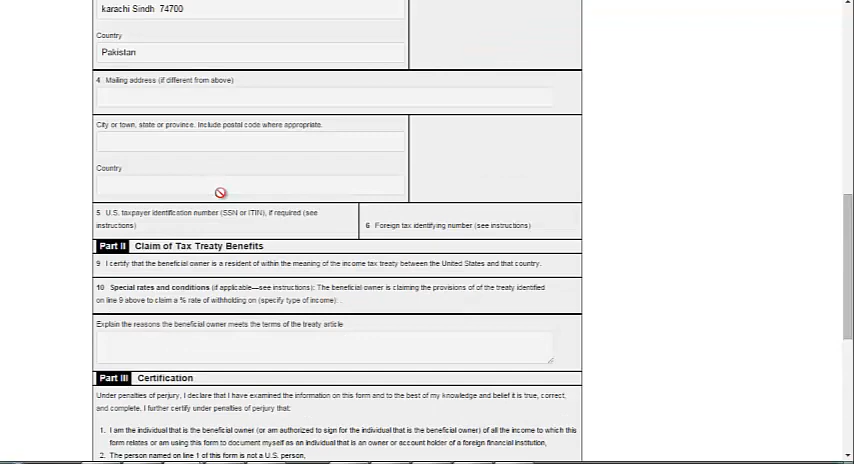 karachi Sindh 74700
Country
Pakistan
4 Mailing address (if different from above)
City or town, state or province. Include postal code where appropriate.
Country
5 U.S. taxpayer identification number (SSN or ITIN), if required (see
instructions)
6 Foreign tax identifying number (see instructions)
Part II Claim of Tax Treaty Benefits
9 I certify that the beneficial owner is a resident of within the meaning of the income tax treaty between the United States and that country.
10 Special rates and conditions (if applicable—see instructions): The beneficial owner is claiming the provisions of of the treaty identified
on line 9 above to claim a % rate of withholding on (specify type of income):
Explain the reasons the beneficial owner meets the terms of the treaty article
Part III Certification
Under penalties of perjury, I declare that I have examined the information on this form and to the best of my knowledge and belief it is true, correct,
and complete. I further certify under penalties of perjury that:
1. I am the individual that is the beneficial owner (or am authorized to sign for the individual that is the beneficial owner) of all the income to which this
form relates or am using this form to document myself as an individual that is an owner or account holder of a foreign financial institution,
2. The person named on line 1 of this form is not a U.S. person,